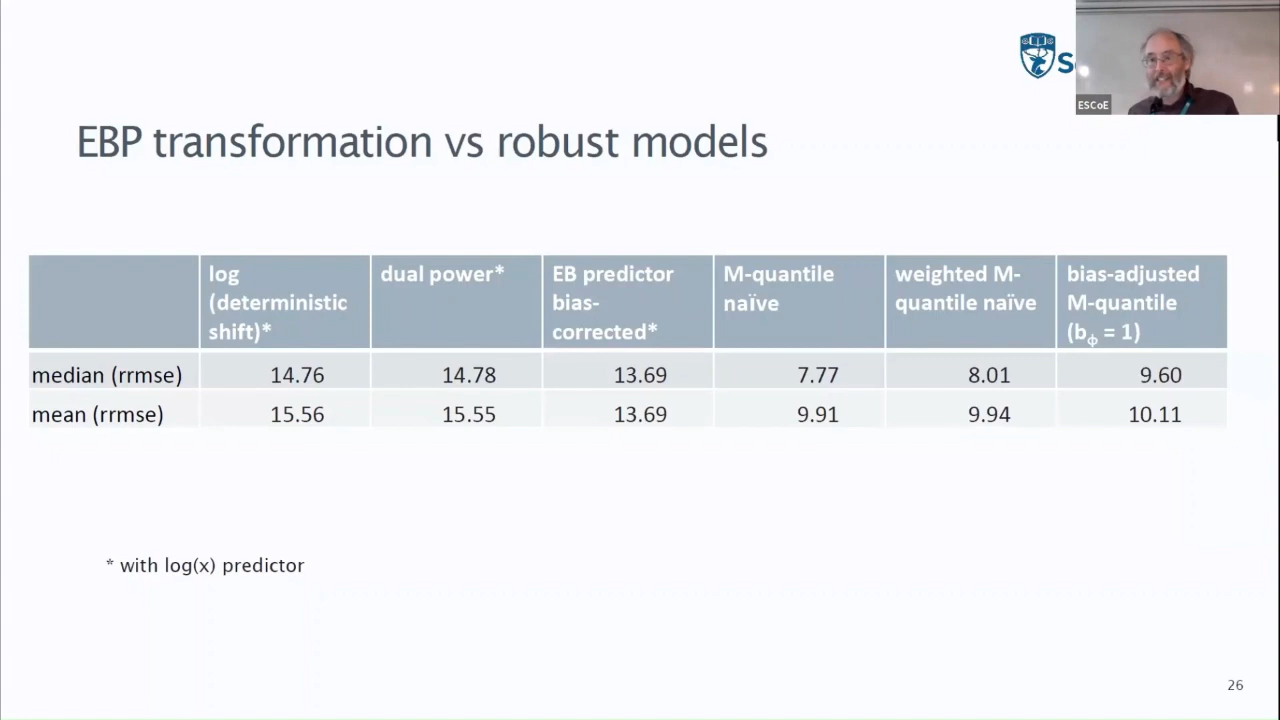 S
ESCoE
EBP transformation vs robust models
log (deterministic shift)*
dual power*
EB predictor bias-corrected*
M-quantile naïve
weighted M-quantile naïve
bias-adjusted M-quantile (bϕ = 1)
median (rrmse) 14.76 14.78 13.69 7.77 8.01 9.60
mean (rrmse) 15.56 15.55 13.69 9.91 9.94 10.11
* with log(x) predictor
26